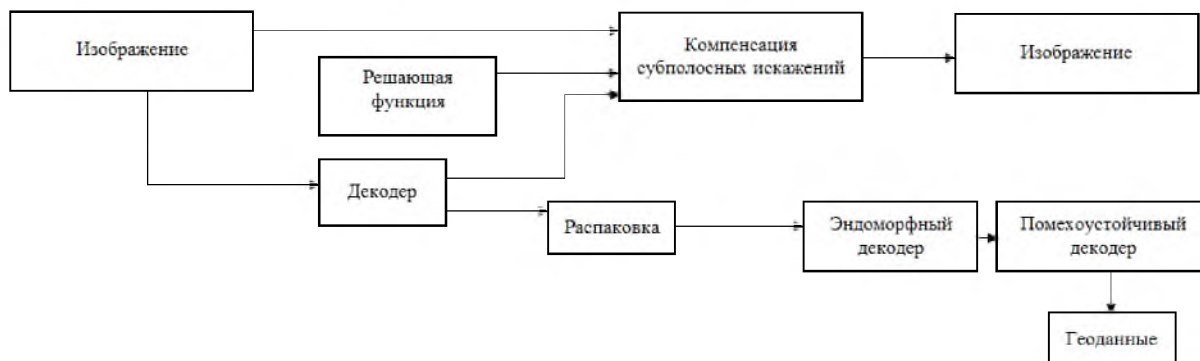 Изображение
Решающая
функция
Компенсация
субполосных искажений
Изображение
Декодер
Распаковка
Эндоморфный
декодер
Помехоустойчивый
декодер
Геоданные